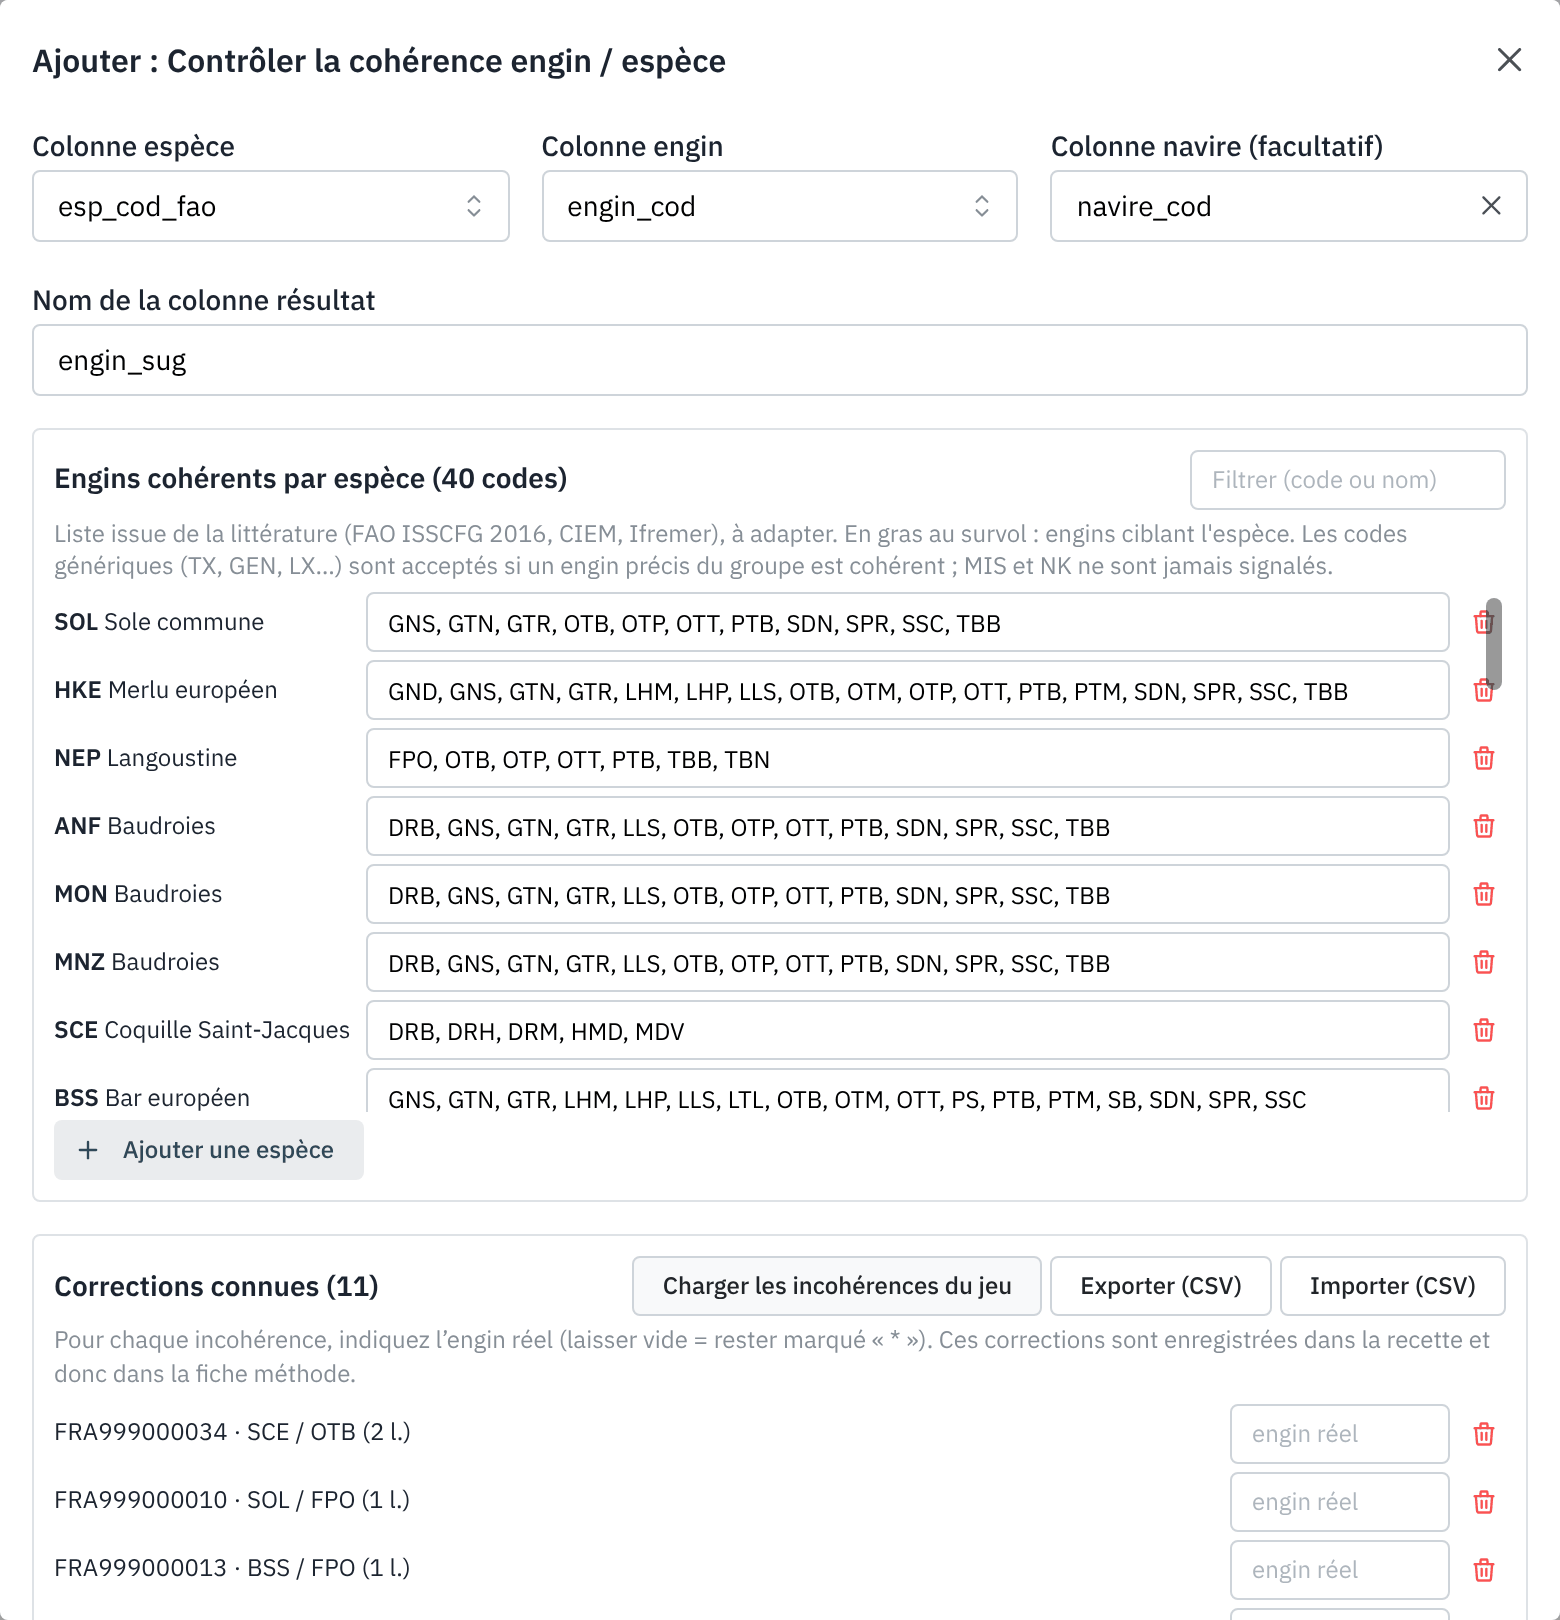 Ajouter : Contrôler la cohérence engin / espèce
Colonne espèce
Colonne engin
Colonne navire (facultatif)
esp_cod_fao
engin_cod
navire_cod
Nom de la colonne résultat
engin_sug
Engins cohérents par espèce (40 codes)
Filtrer (code ou nom)
Liste issue de la littérature (FAO ISSCFG 2016, CIEM, Ifremer), à adapter. En gras au survol : engins ciblant l'espèce. Les codes
génériques (TX, GEN, LX...) sont acceptés si un engin précis du groupe est cohérent ; MIS et NK ne sont jamais signalés.
SOL Sole commune
GNS, GTN, GTR, OTB, OTP, OTT, PTB, SDN, SPR, SSC, TBB
HKE Merlu européen
GND, GNS, GTN, GTR, LHM, LHP, LLS, OTB, OTM, OTP, OTT, PTB, PTM, SDN, SPR, SSC, TBB
NEP Langoustine
FPO, OTB, OTP, OTT, PTB, TBB, TBN
ANF Baudroies
DRB, GNS, GTN, GTR, LLS, OTB, OTP, OTT, PTB, SDN, SPR, SSC, TBB
MON Baudroies
DRB, GNS, GTN, GTR, LLS, OTB, OTP, OTT, PTB, SDN, SPR, SSC, TBB
MNZ Baudroies
DRB, GNS, GTN, GTR, LLS, OTB, OTP, OTT, PTB, SDN, SPR, SSC, TBB
SCE Coquille Saint-Jacques
DRB, DRH, DRM, HMD, MDV
BSS Bar européen
GNS, GTN, GTR, LHM, LHP, LLS, LTL, OTB, OTM, OTT, PS, PTB, PTM, SB, SDN, SPR, SSC
Ajouter une espèce
Corrections connues (11)
Charger les incohérences du jeu
Exporter (CSV)
Importer (CSV)
Pour chaque incohérence, indiquez l’engin réel (laisser vide = rester marqué « * »). Ces corrections sont enregistrées dans la recette et
donc dans la fiche méthode.
FRA999000034 · SCE / OTB (2 l.)
engin réel
FRA999000010 · SOL / FPO (1 l.)
engin réel
FRA999000013 · BSS / FPO (1 l.)
engin réel